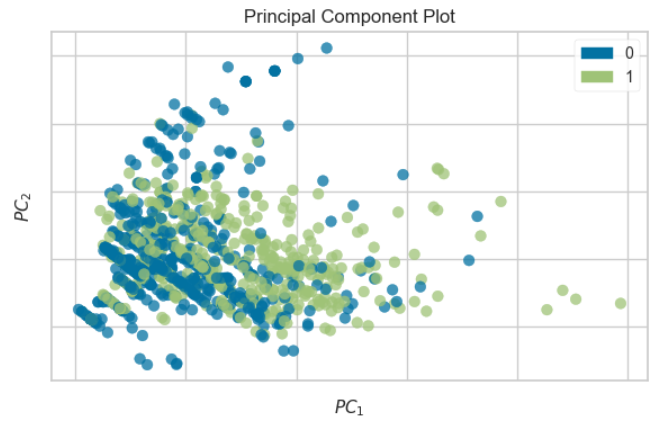 Principal Component Plot
0
1
PC₂
PC₁